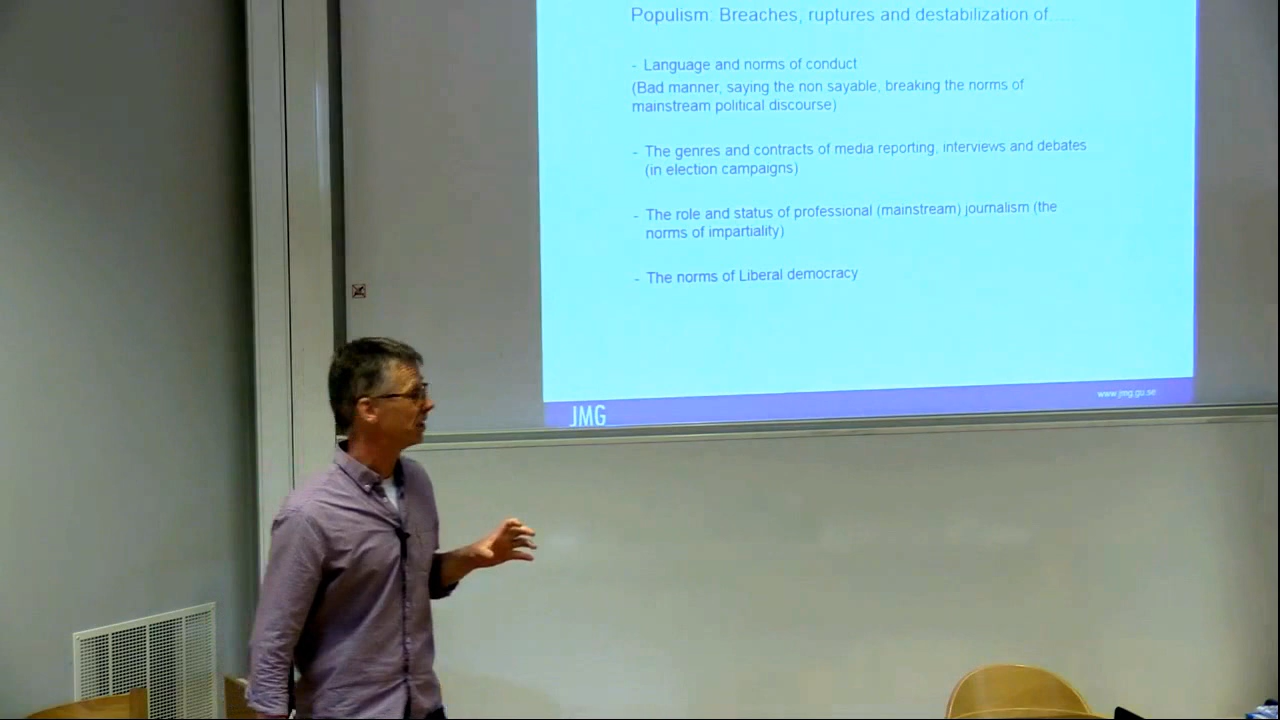 Populism: Breaches, ruptures and destabilization of......
- Language and norms of conduct
(Bad manner, saying the non sayable, breaking the norms of
mainstream political discourse)
- The genres and contracts of media reporting, interviews and debates
(in election campaigns)
- The role and status of professional (mainstream) journalism (the
norms of impartiality)
- The norms of Liberal democracy
JMG
www.jmg.gu.se